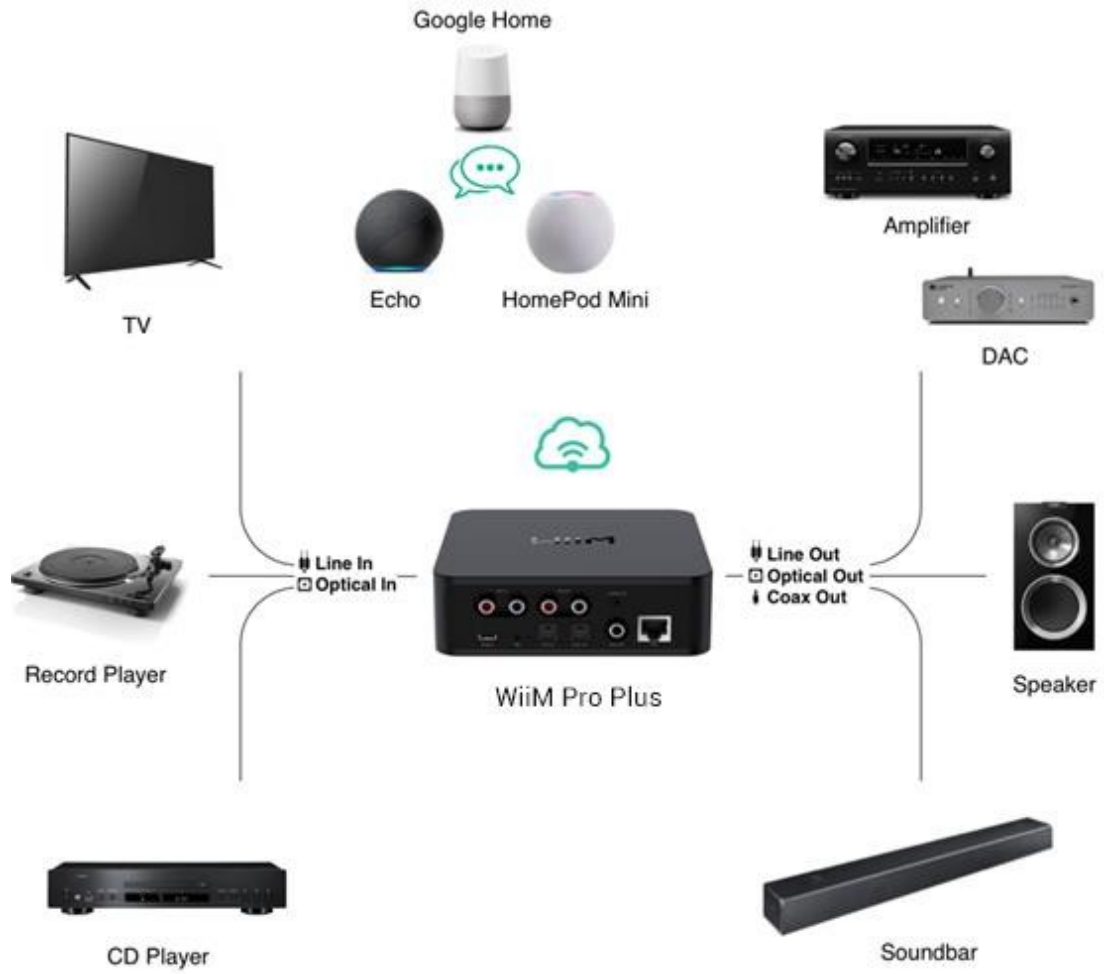 Google Home
TV
Echo
HomePod Mini
Amplifier
DAC
Line In
Optical In
Line Out
Optical Out
Coax Out
WiiM
WiiM Pro Plus
Record Player
Speaker
CD Player
Soundbar